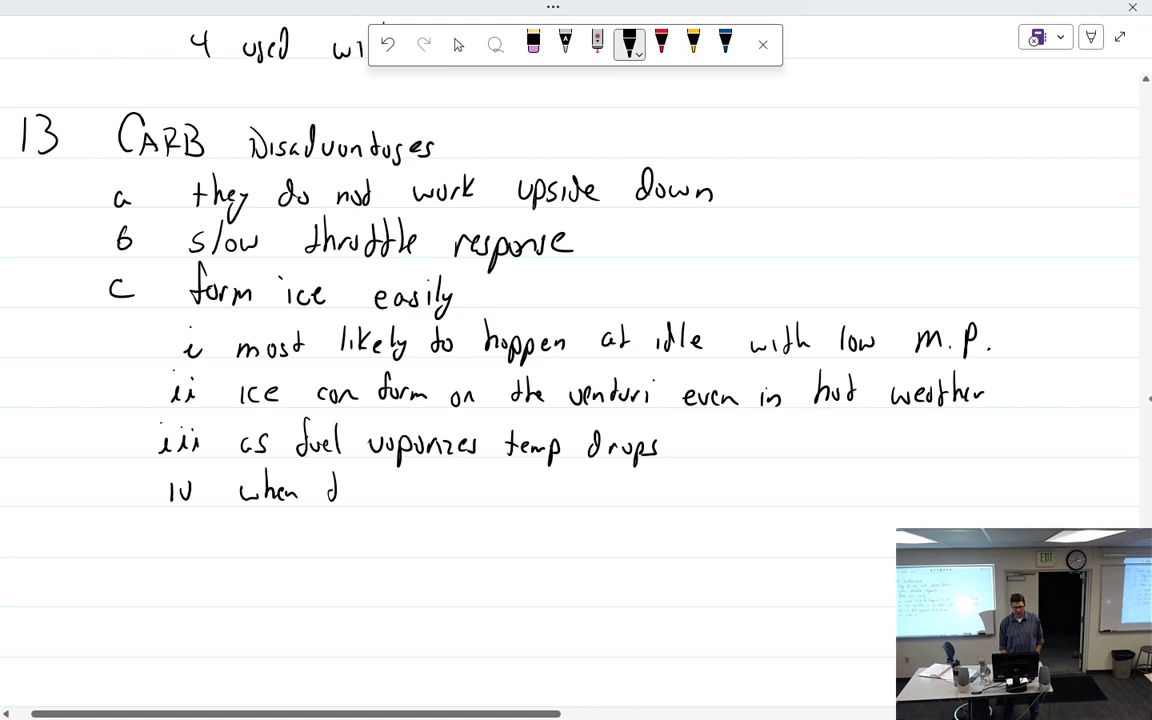 4 used wi
13 CARB Disadvantages
a they do not work upside down
b slow throttle response
c form ice easily
i most likely to happen at idle with low m.p.
ii ice can form on the venturi even in hot weather
iii as fuel vaporizes temp drops
iv when d
EXIT